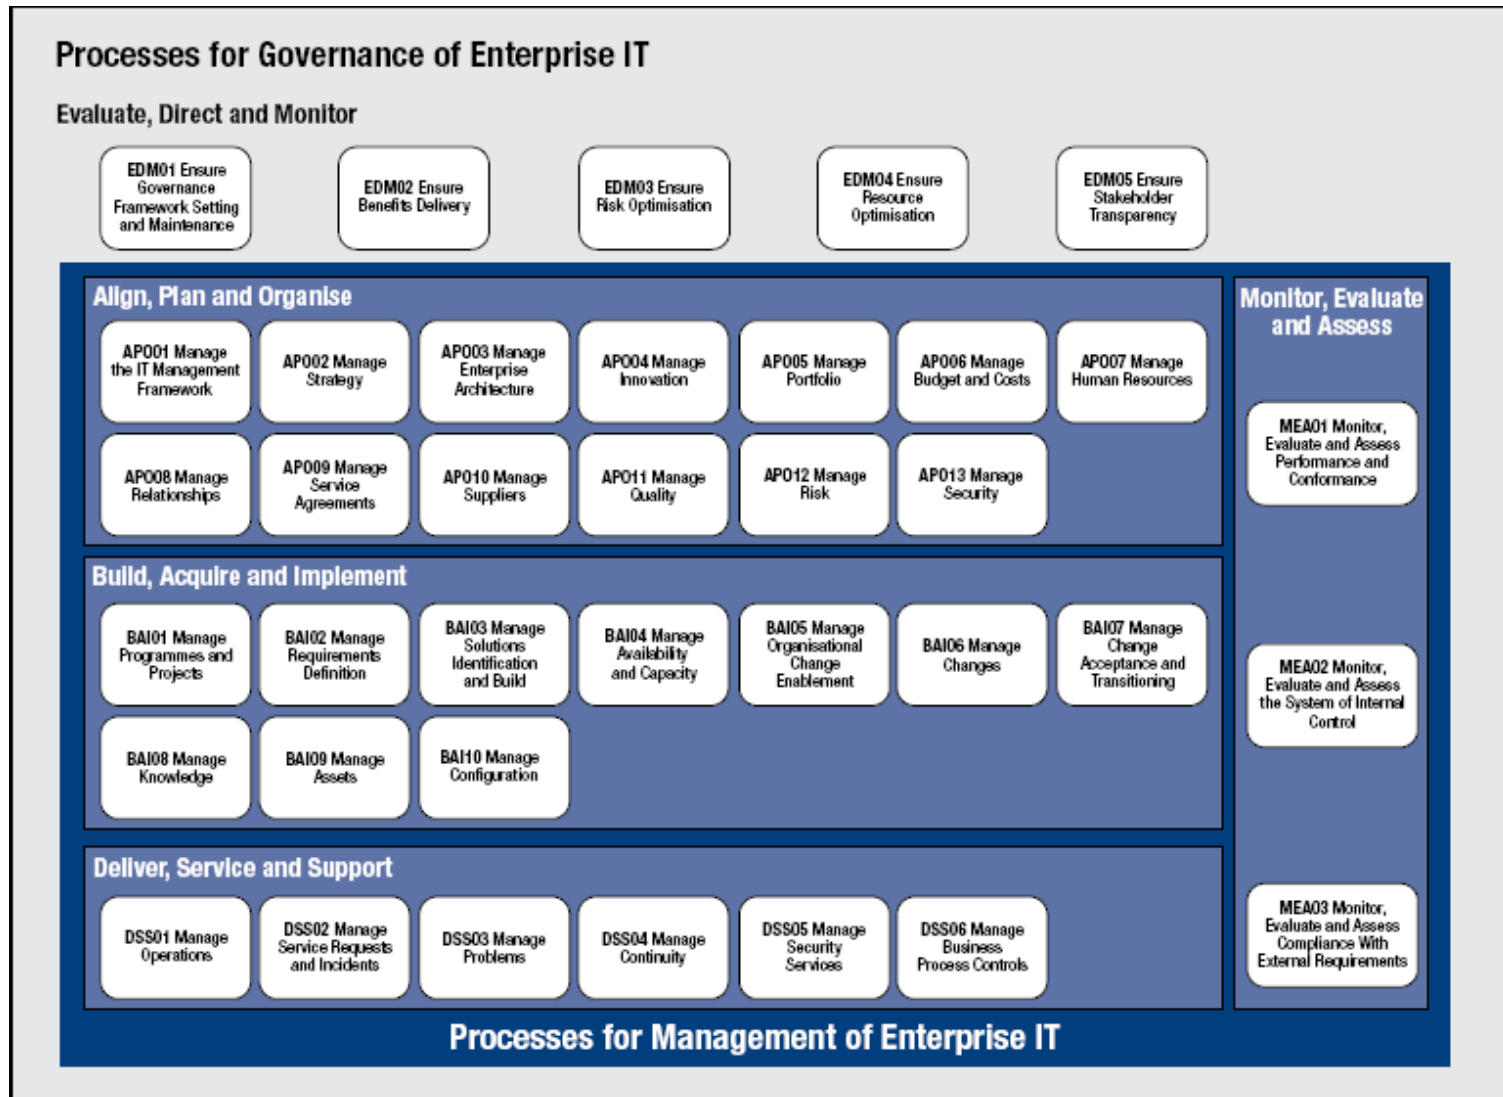 Processes for Governance of Enterprise IT
Evaluate, Direct and Monitor
EDM01 Ensure
Governance
Framework Setting
and Maintenance
EDM02 Ensure
Benefits Delivery
EDM03 Ensure
Risk Optimisation
EDM04 Ensure
Resource
Optimisation
EDM05 Ensure
Stakeholder
Transparency
Align, Plan and Organise
APO01 Manage
the IT Management
Framework
APO02 Manage
Strategy
APO03 Manage
Enterprise
Architecture
APO04 Manage
Innovation
APO05 Manage
Portfolio
APO06 Manage
Budget and Costs
APO07 Manage
Human Resources
APO08 Manage
Relationships
APO09 Manage
Service
Agreements
APO10 Manage
Suppliers
APO11 Manage
Quality
APO12 Manage
Risk
APO13 Manage
Security
Build, Acquire and Implement
BAI01 Manage
Programmes and
Projects
BAI02 Manage
Requirements
Definition
BAI03 Manage
Solutions
Identification
and Build
BAI04 Manage
Availability
and Capacity
BAI05 Manage
Organisational
Change
Enablement
BAI06 Manage
Changes
BAI07 Manage
Change
Acceptance and
Transitioning
BAI08 Manage
Knowledge
BAI09 Manage
Assets
BAI10 Manage
Configuration
Deliver, Service and Support
DSS01 Manage
Operations
DSS02 Manage
Service Requests
and Incidents
DSS03 Manage
Problems
DSS04 Manage
Continuity
DSS05 Manage
Security
Services
DSS06 Manage
Business
Process Controls
Monitor, Evaluate
and Assess
MEA01 Monitor,
Evaluate and Assess
Performance and
Conformance
MEA02 Monitor,
Evaluate and Assess
the System of Internal
Control
MEA03 Monitor,
Evaluate and Assess
Compliance With
External Requirements
Processes for Management of Enterprise IT